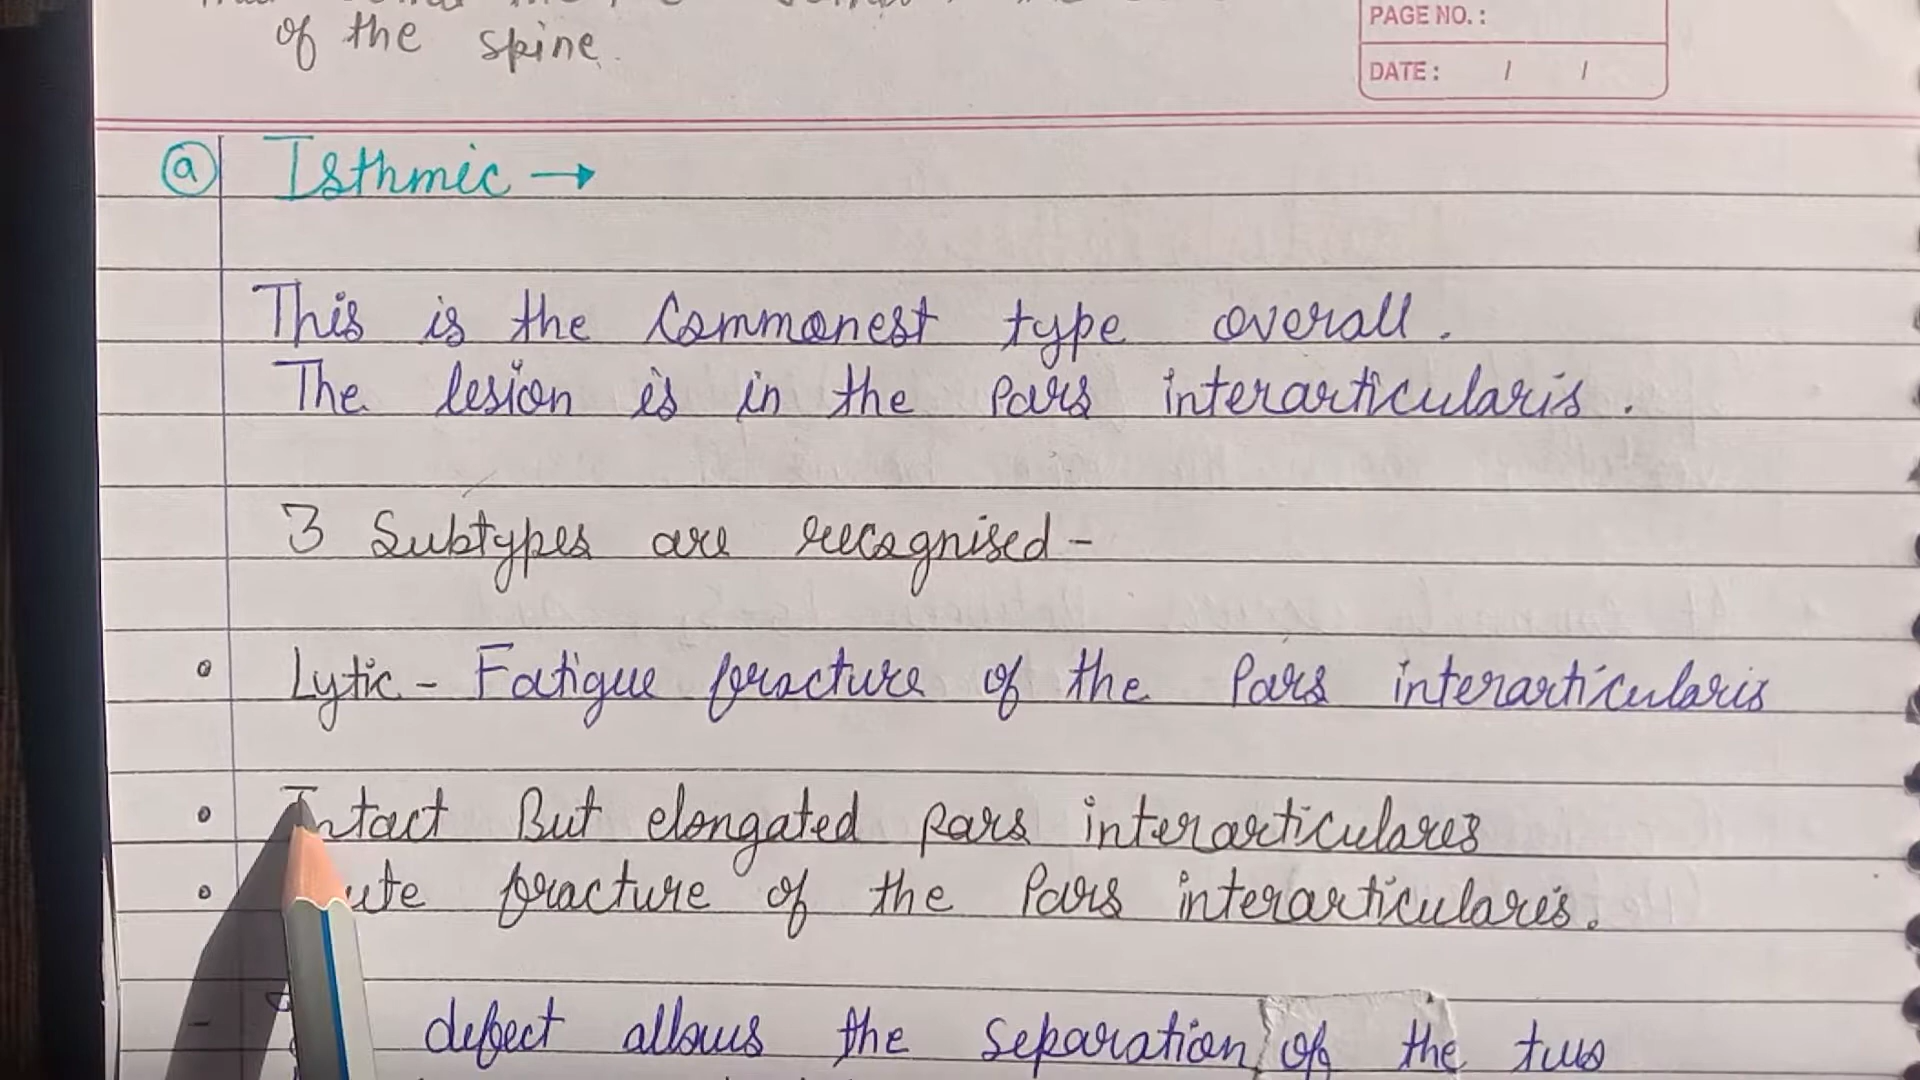 of the spine.
PAGE NO. :
DATE : / /
ⓐ Isthmic →
This is the Commonest type overall.
The lesion is in the Pars interarticularis.
3 Subtypes are recognised -
∘ Lytic - Fatigue fracture of the Pars interarticularis
∘ Intact But elongated pars interarticulares
∘ ute fracture of the Pars interarticulares.
- defect allows the separation of the two